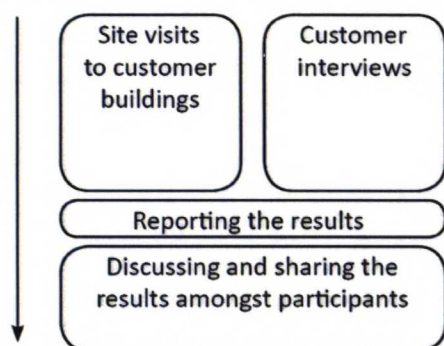 Site visits
to customer
buildings
Customer
interviews
Reporting the results
Discussing and sharing the
results amongst participants